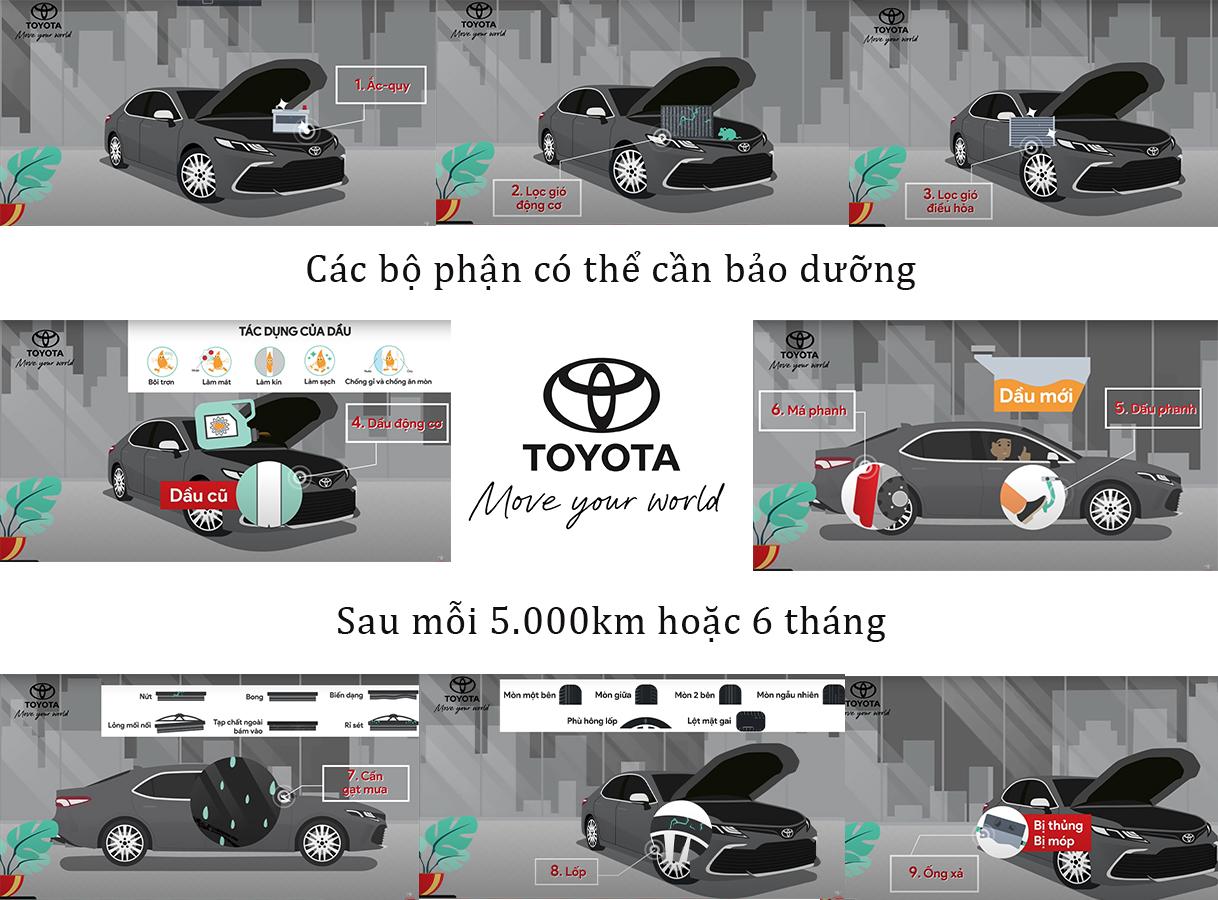 TOYOTA
Move your world
1. Ắc-quy
TOYOTA
Move your world
2. Lọc gió
động cơ
TOYOTA
Move your world
3. Lọc gió
điều hòa
Các bộ phận có thể cần bảo dưỡng
TOYOTA
Move your world
TÁC DỤNG CỦA DẦU
Bôi trơn
Làm mát
Làm kín
Làm sạch
Chống gỉ và chống ăn mòn
4. Dầu động cơ
Dầu cũ
TOYOTA
Move your world
TOYOTA
Move your world
6. Má phanh
Dầu mới
5. Dầu phanh
Sau mỗi 5.000km hoặc 6 tháng
TOYOTA
Move your world
Nứt
Bong
Biến dạng
Lỏng mối nối
Tạp chất ngoài
bám vào
Rỉ sét
7. Cần
gạt mưa
TOYOTA
Move your world
Mòn một bên
Mòn giữa
Mòn 2 bên
Mòn ngẫu nhiên
Phù hông lốp
Lột mặt gai
8. Lốp
TOYOTA
Move your world
Bị thủng
Bị móp
9. Ống xả